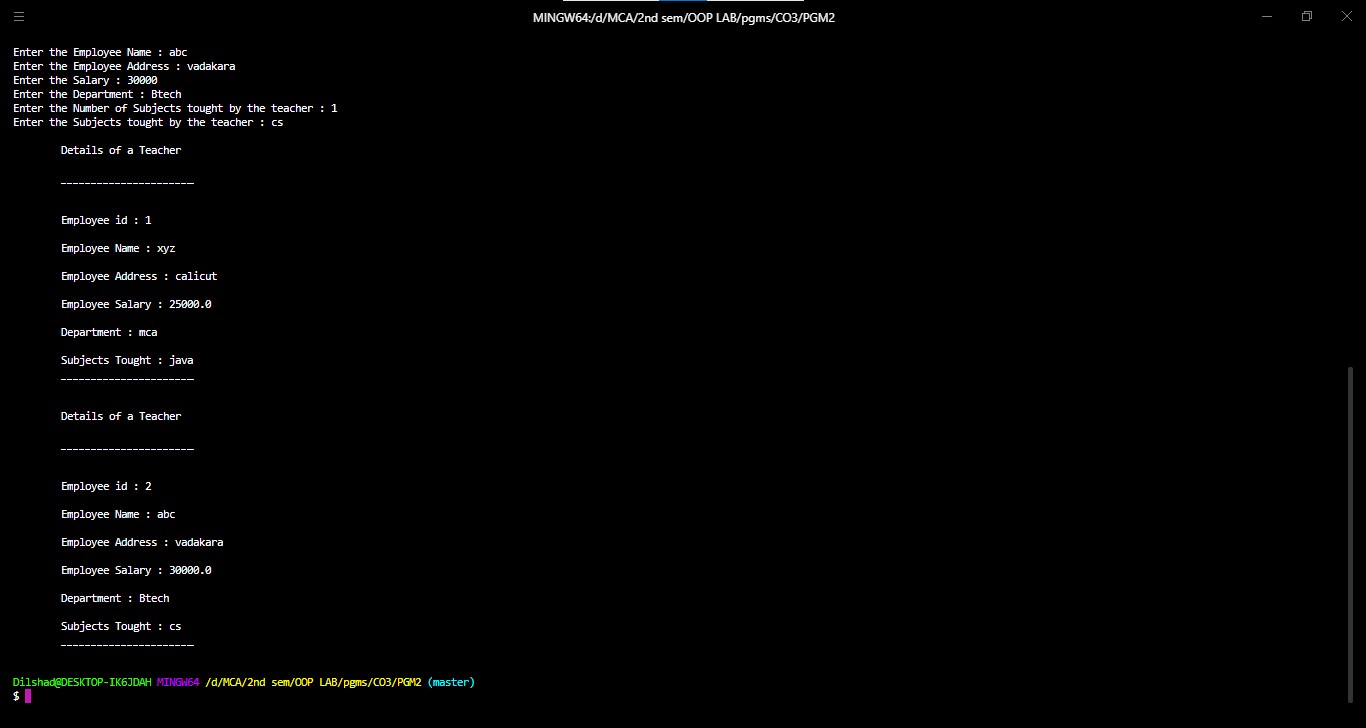 MINGW64:/d/MCA/2nd sem/OOP LAB/pgms/CO3/PGM2
Enter the Employee Name : abc
Enter the Employee Address : vadakara
Enter the Salary : 30000
Enter the Department : Btech
Enter the Number of Subjects tought by the teacher : 1
Enter the Subjects tought by the teacher : cs
Details of a Teacher
----------------------
Employee id : 1
Employee Name : xyz
Employee Address : calicut
Employee Salary : 25000.0
Department : mca
Subjects Tought : java
----------------------
Details of a Teacher
----------------------
Employee id : 2
Employee Name : abc
Employee Address : vadakara
Employee Salary : 30000.0
Department : Btech
Subjects Tought : cs
----------------------
Dilshad@DESKTOP-IK6JDAH MINGW64 /d/MCA/2nd sem/OOP LAB/pgms/CO3/PGM2 (master)
$